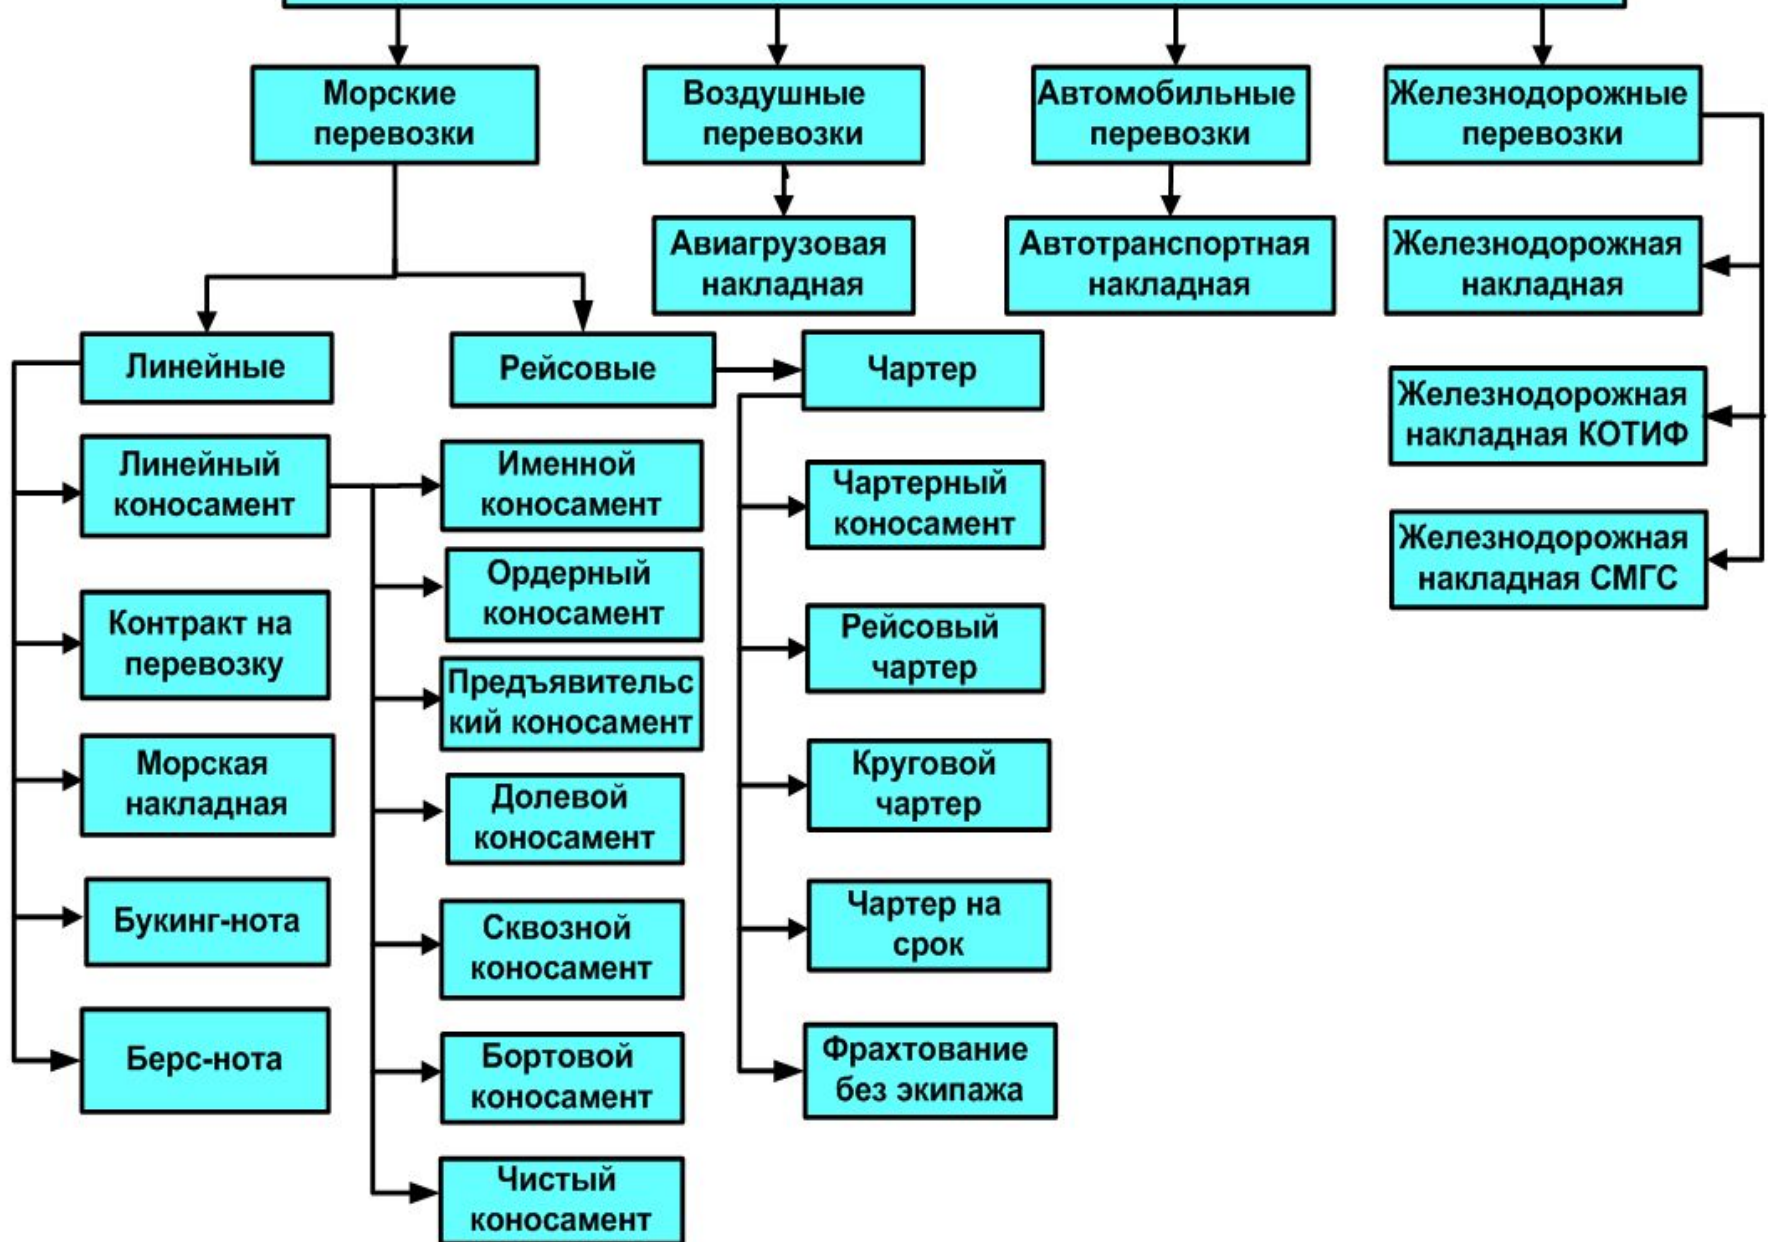 Морские
перевозки
Воздушные
перевозки
Автомобильные
перевозки
Железнодорожные
перевозки
Авиагрузовая
накладная
Автотранспортная
накладная
Железнодорожная
накладная
Железнодорожная
накладная КОТИФ
Железнодорожная
накладная СМГС
Линейные
Рейсовые
Чартер
Линейный
коносамент
Контракт на
перевозку
Морская
накладная
Букинг-нота
Берс-нота
Именной
коносамент
Ордерный
коносамент
Предъявительс
кий коносамент
Долевой
коносамент
Сквозной
коносамент
Бортовой
коносамент
Чистый
коносамент
Чартерный
коносамент
Рейсовый
чартер
Круговой
чартер
Чартер на
срок
Фрахтование
без экипажа